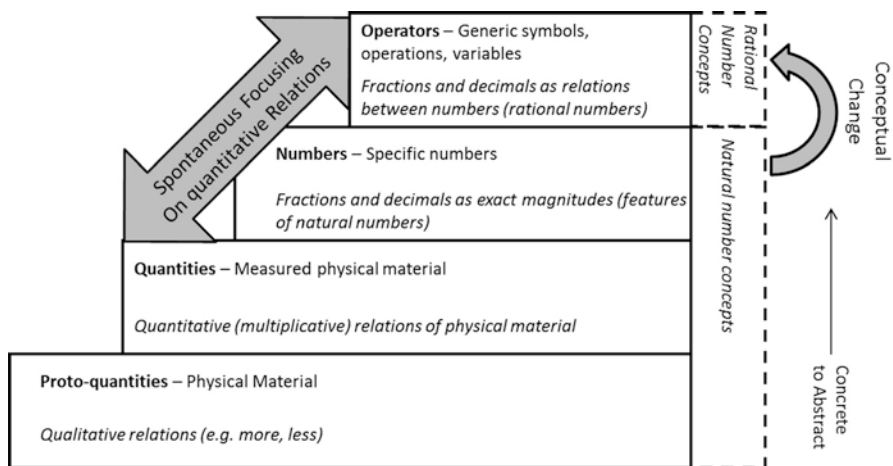 Operators – Generic symbols,
operations, variables
Fractions and decimals as relations
between numbers (rational numbers)
Rational
Number
Concepts
Conceptual
Change
Spontaneous Focusing
On quantitative Relations
Numbers – Specific numbers
Fractions and decimals as exact magnitudes (features
of natural numbers)
Natural number concepts
Quantities – Measured physical material
Quantitative (multiplicative) relations of physical material
Proto-quantities – Physical Material
Qualitative relations (e.g. more, less)
Concrete
to Abstract